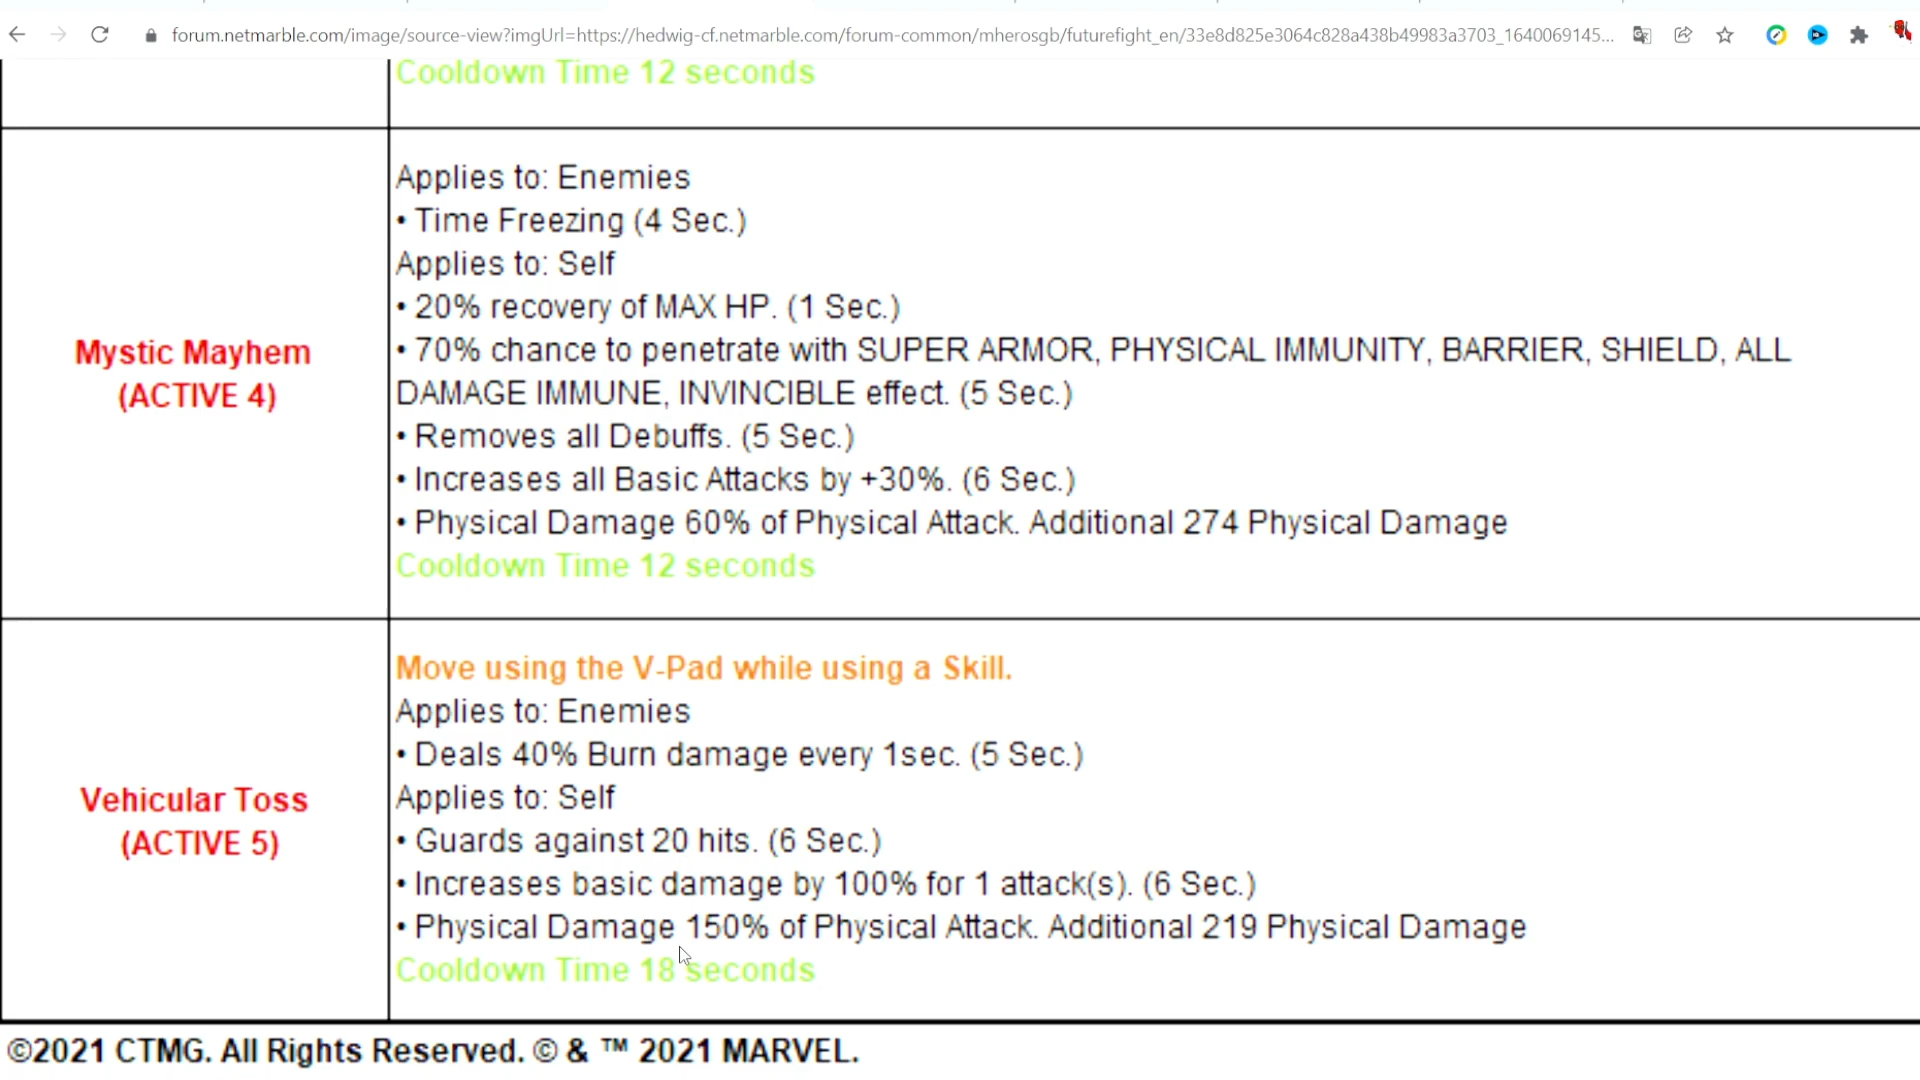 forum.netmarble.com/image/source-view?imgUrl=https://hedwig-cf.netmarble.com/forum-common/mherosgb/futurefight_en/33e8d825e3064c828a438b49983a3703_1640069145...
Cooldown Time 12 seconds
Mystic Mayhem
(ACTIVE 4)
Applies to: Enemies
• Time Freezing (4 Sec.)
Applies to: Self
• 20% recovery of MAX HP. (1 Sec.)
• 70% chance to penetrate with SUPER ARMOR, PHYSICAL IMMUNITY, BARRIER, SHIELD, ALL
DAMAGE IMMUNE, INVINCIBLE effect. (5 Sec.)
• Removes all Debuffs. (5 Sec.)
• Increases all Basic Attacks by +30%. (6 Sec.)
• Physical Damage 60% of Physical Attack. Additional 274 Physical Damage
Cooldown Time 12 seconds
Vehicular Toss
(ACTIVE 5)
Move using the V-Pad while using a Skill.
Applies to: Enemies
• Deals 40% Burn damage every 1sec. (5 Sec.)
Applies to: Self
• Guards against 20 hits. (6 Sec.)
• Increases basic damage by 100% for 1 attack(s). (6 Sec.)
• Physical Damage 150% of Physical Attack. Additional 219 Physical Damage
Cooldown Time 18 seconds
©2021 CTMG. All Rights Reserved. © & ™ 2021 MARVEL.